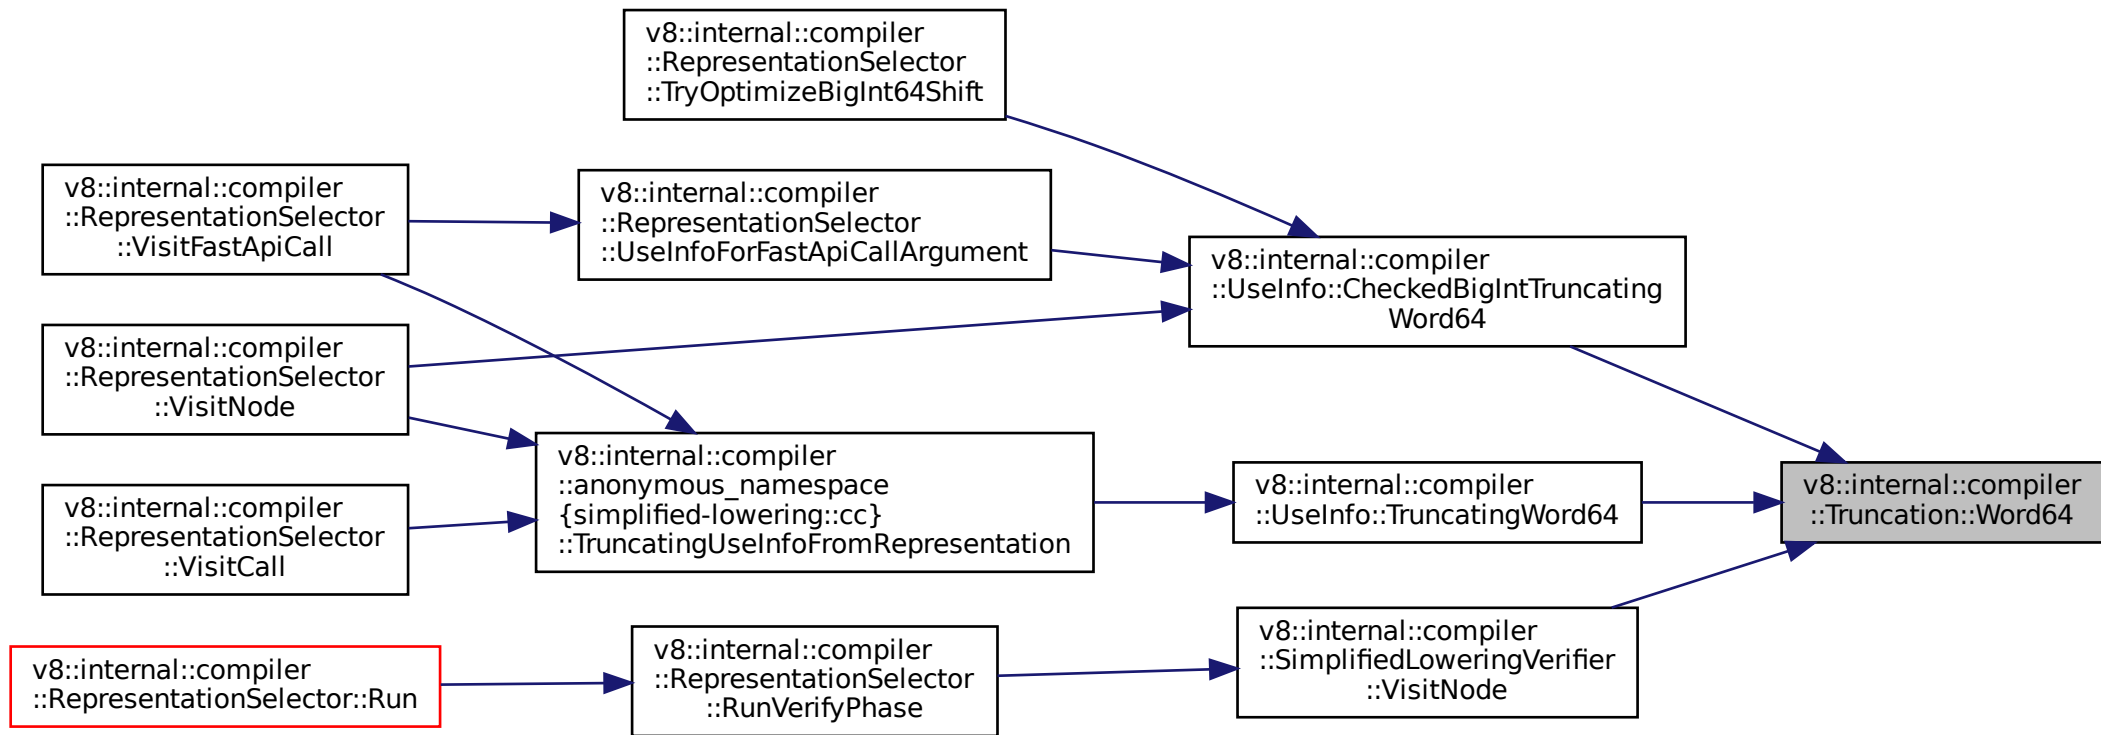 v8::internal::compiler
::RepresentationSelector
::TryOptimizeBigInt64Shift
v8::internal::compiler
::RepresentationSelector
::VisitFastApiCall
v8::internal::compiler
::RepresentationSelector
::UseInfoForFastApiCallArgument
v8::internal::compiler
::UseInfo::CheckedBigIntTruncating
Word64
v8::internal::compiler
::RepresentationSelector
::VisitNode
v8::internal::compiler
::anonymous_namespace
{simplified-lowering::cc}
::TruncatingUseInfoFromRepresentation
v8::internal::compiler
::UseInfo::TruncatingWord64
v8::internal::compiler
::Truncation::Word64
v8::internal::compiler
::RepresentationSelector
::VisitCall
v8::internal::compiler
::RepresentationSelector::Run
v8::internal::compiler
::RepresentationSelector
::RunVerifyPhase
v8::internal::compiler
::SimplifiedLoweringVerifier
::VisitNode